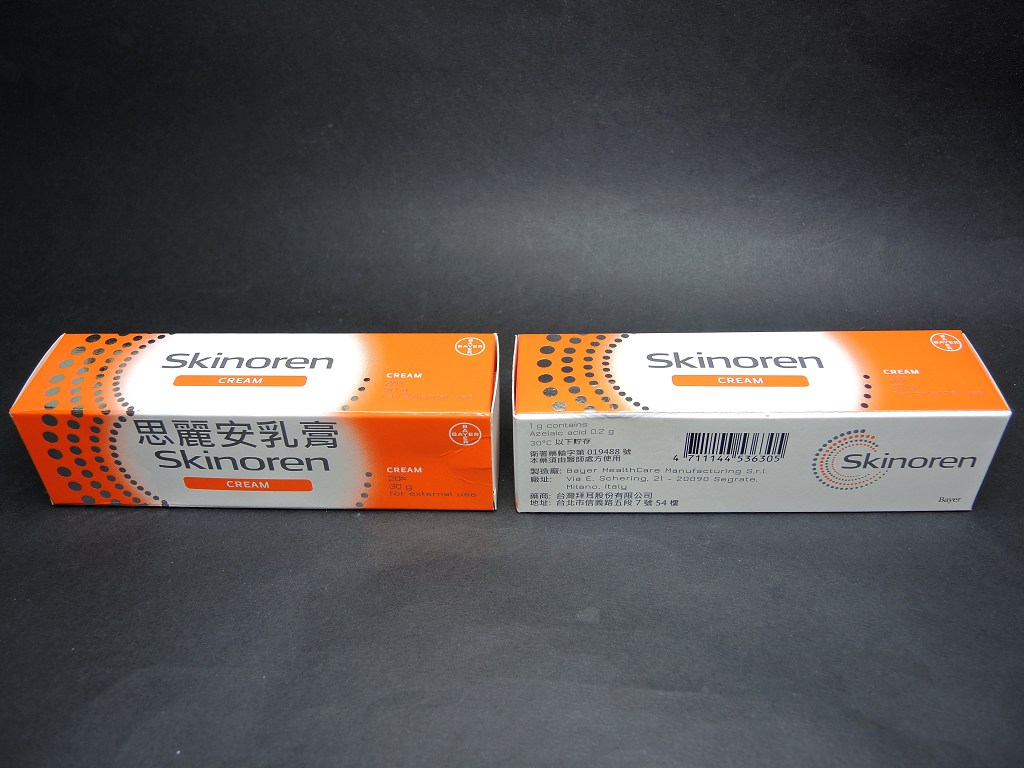 Skinoren
CREAM
BAYER
BAYER
CREAM
思麗安乳膏
Skinoren
CREAM
BAYER
BAYER
CREAM
20%
30 g
for external use
Skinoren
CREAM
BAYER
BAYER
CREAM
1 g contains
Azelaic acid 0.2 g
30°C 以下貯存
衛署藥輸字第 019488 號
本藥須由醫師處方使用
4 711144 536305
製造廠: Bayer HealthCare Manufacturing S.r.l.
廠址: Via E. Schering, 21 - 20090 Segrate,
Milano, Italy
藥商: 台灣拜耳股份有限公司
地址: 台北市信義路五段 7 號 54 樓
Skinoren
Bayer